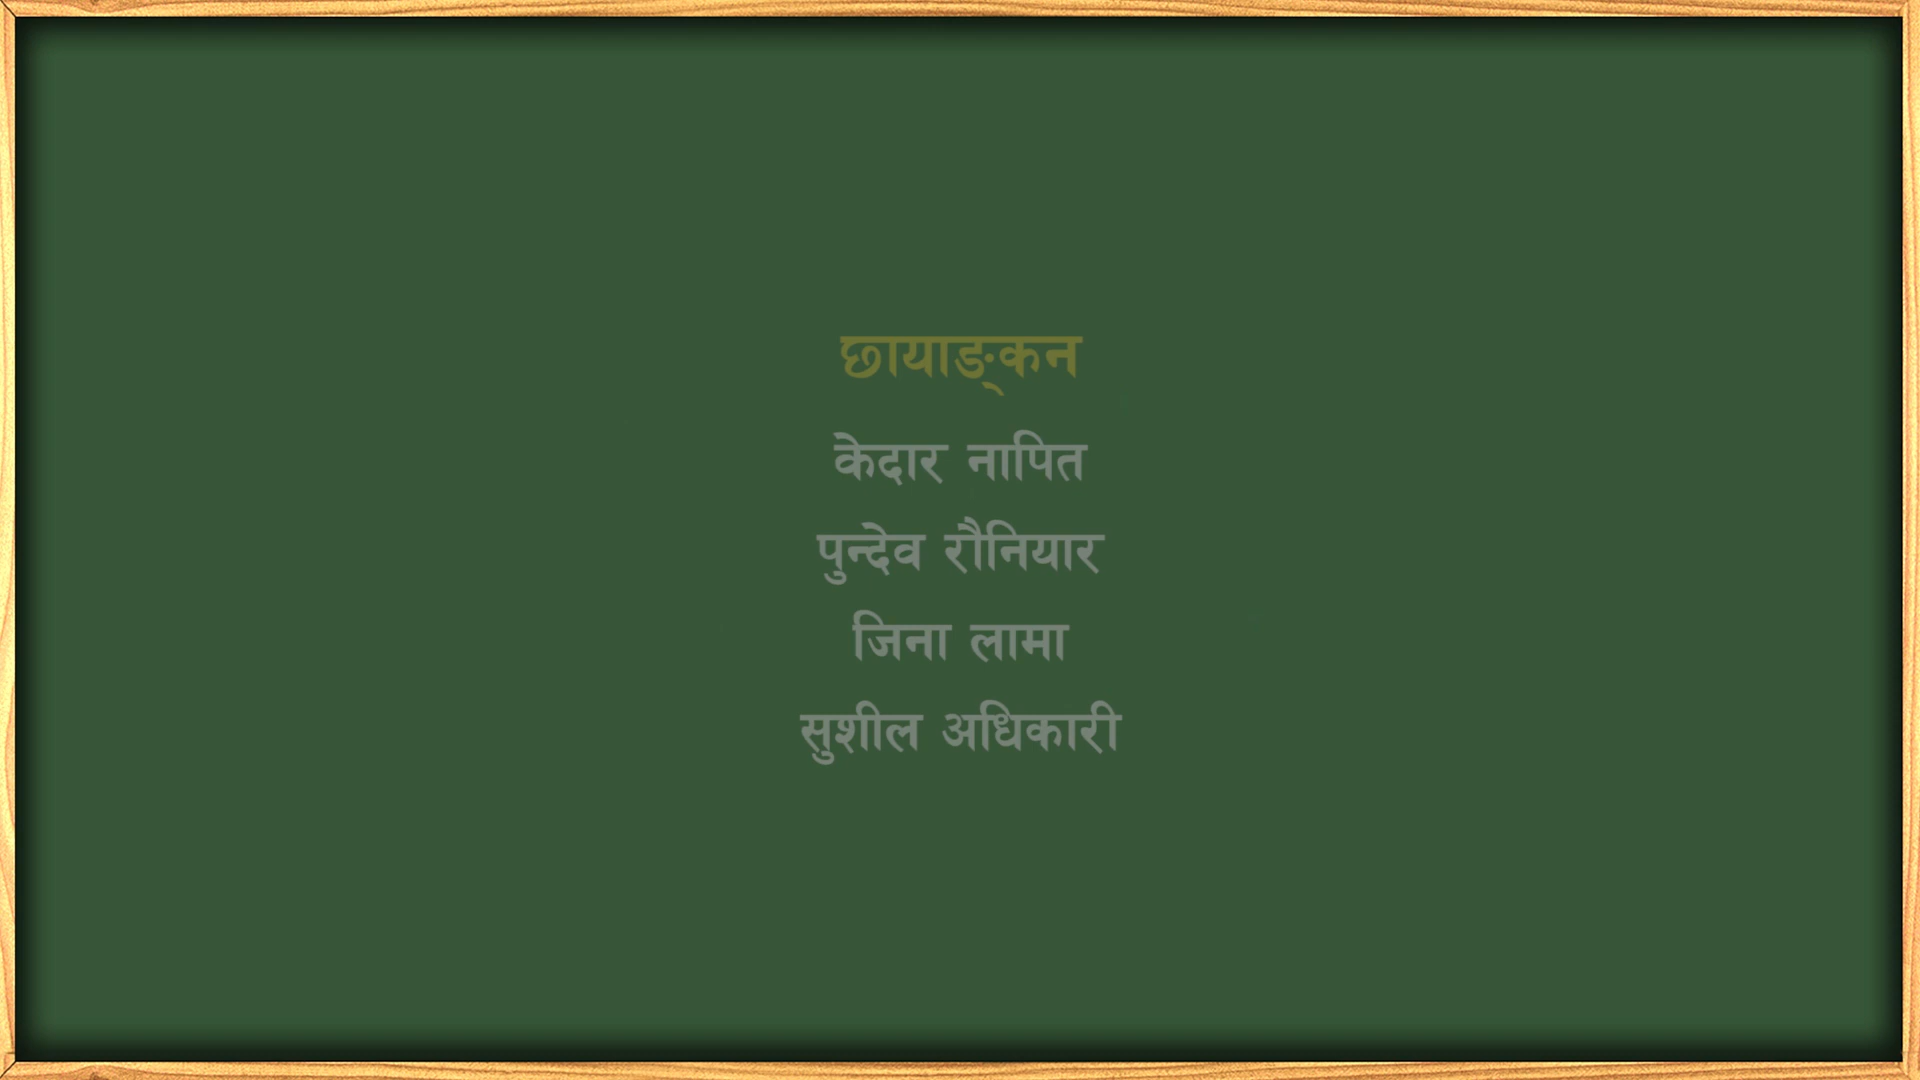 छायाङ्कन
केदार नापित
पुन्देव रौनियार
जिना लामा
सुशील अधिकारी